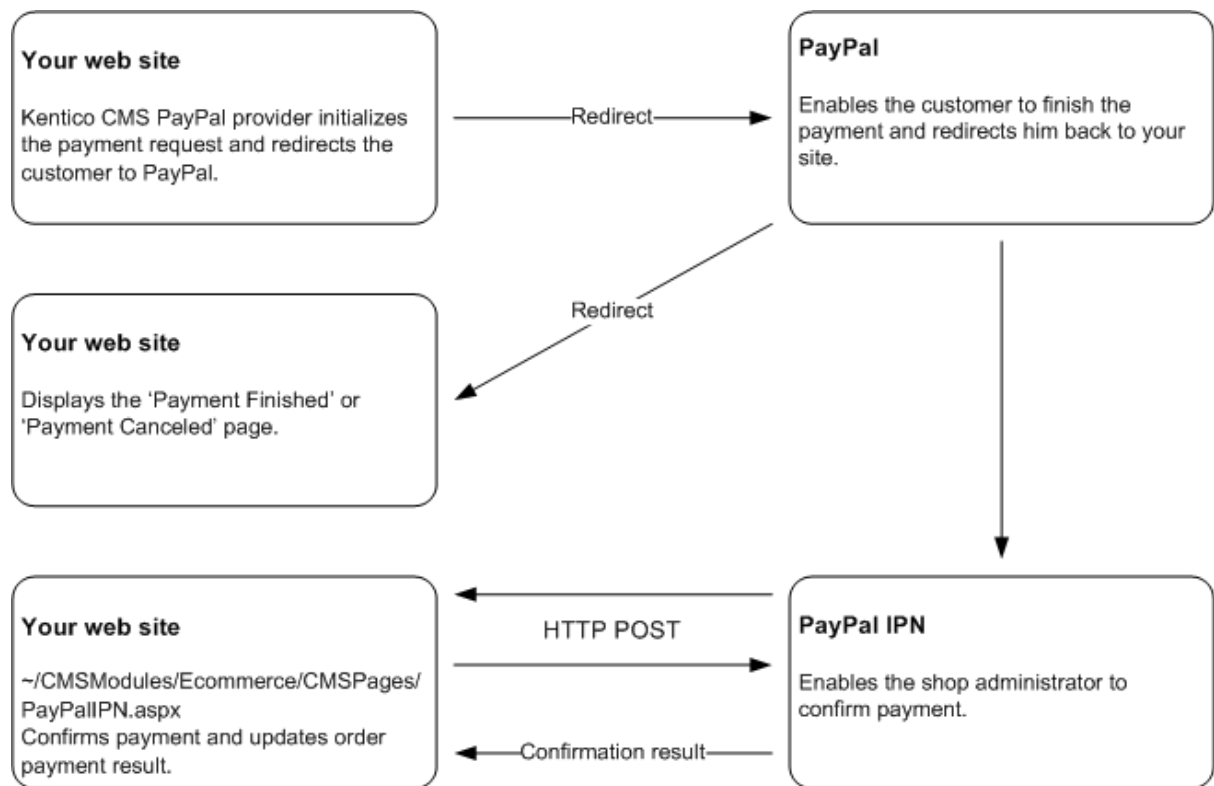 Your web site
Kentico CMS PayPal provider initializes
the payment request and redirects the
customer to PayPal.
Redirect
PayPal
Enables the customer to finish the
payment and redirects him back to your
site.
Redirect
Your web site
Displays the ‘Payment Finished’ or
‘Payment Canceled’ page.
Your web site
~/CMSModules/Ecommerce/CMSPages/
PayPalIPN.aspx
Confirms payment and updates order
payment result.
HTTP POST
Confirmation result
PayPal IPN
Enables the shop administrator to
confirm payment.